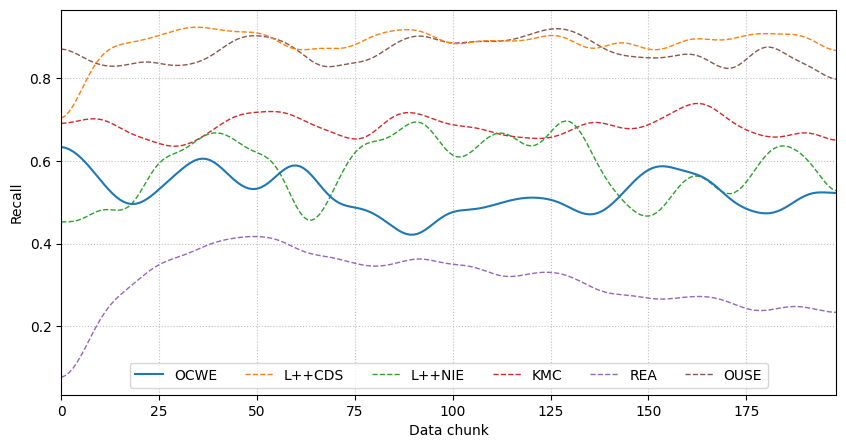 0.8
0.6
0.4
0.2
Recall
OCWE L++CDS L++NIE KMC REA OUSE
0 25 50 75 100 125 150 175
Data chunk